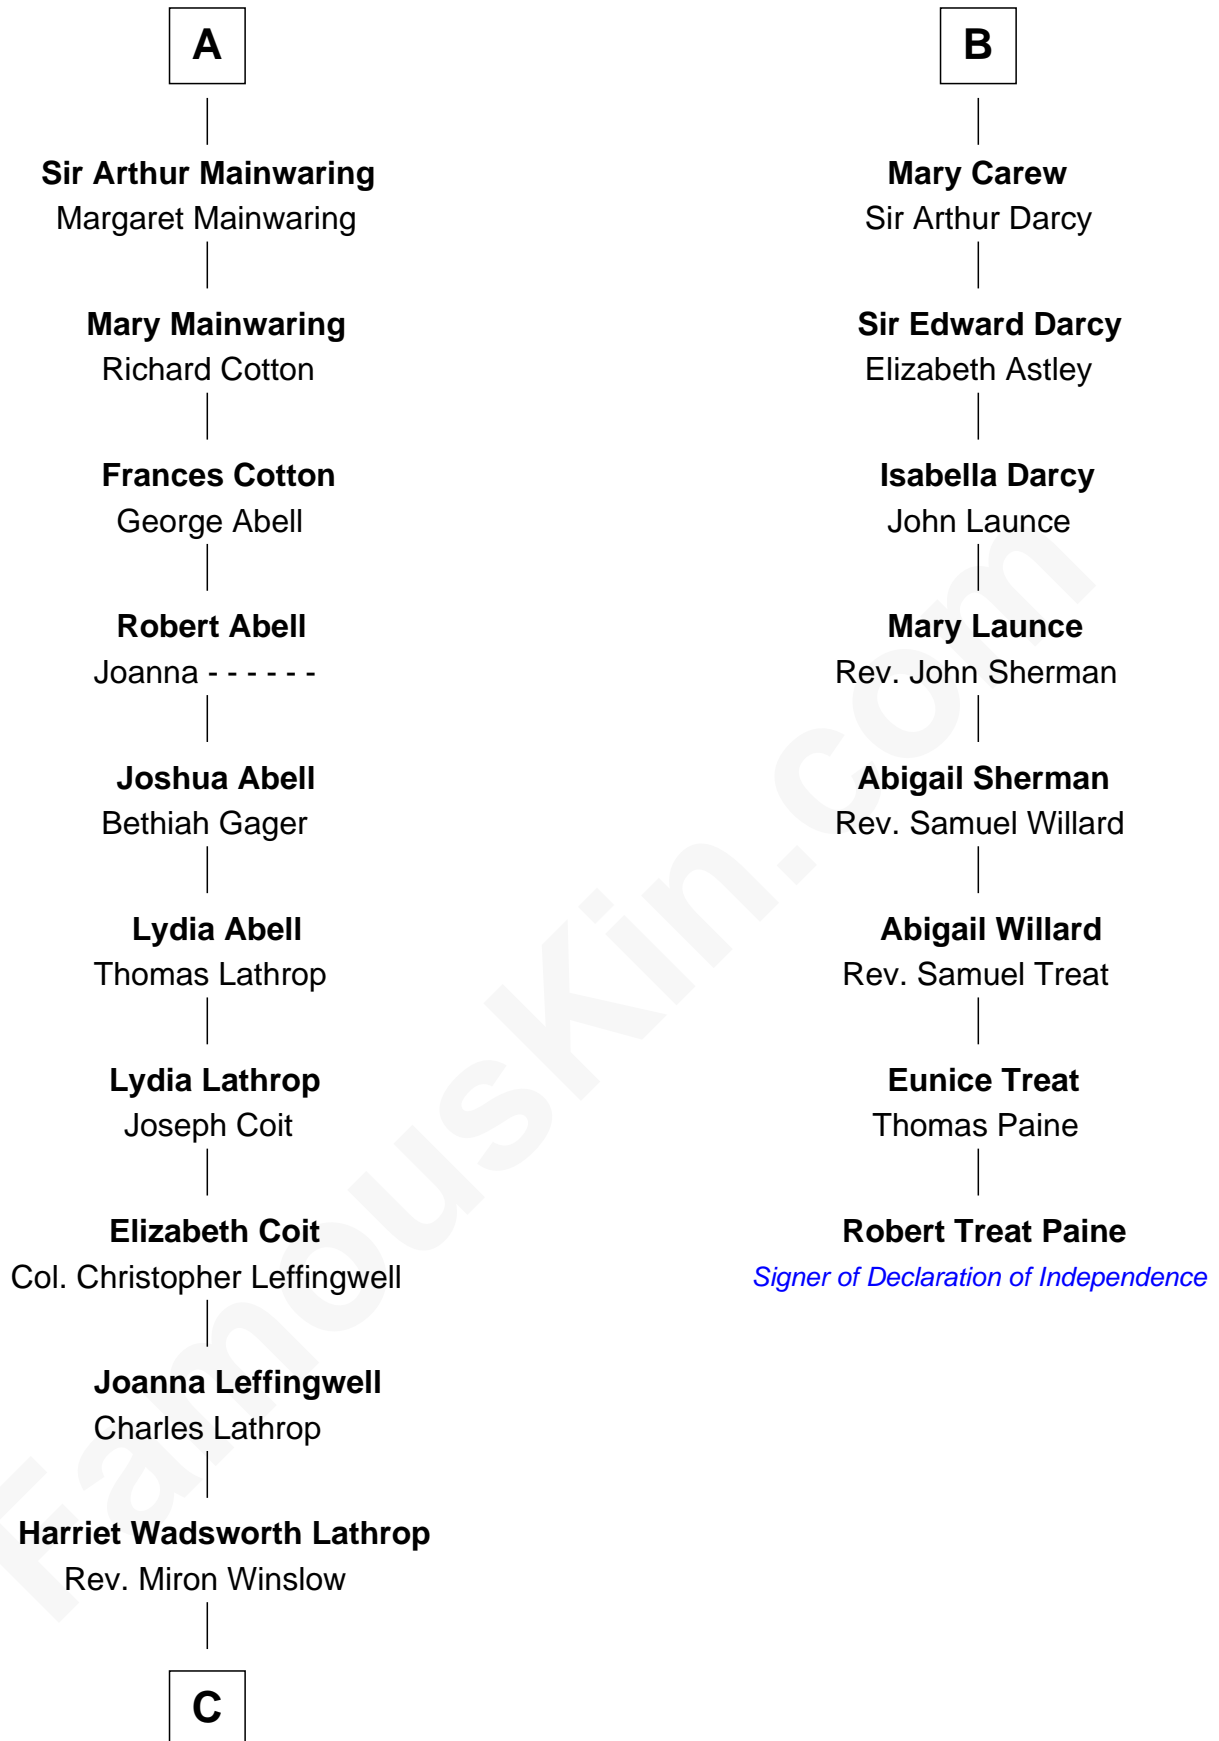 A
Sir Arthur Mainwaring
Margaret Mainwaring
Mary Mainwaring
Richard Cotton
Frances Cotton
George Abell
Robert Abell
Joanna - - - - - -
Joshua Abell
Bethiah Gager
Lydia Abell
Thomas Lathrop
Lydia Lathrop
Joseph Coit
Elizabeth Coit
Col. Christopher Leffingwell
Joanna Leffingwell
Charles Lathrop
Harriet Wadsworth Lathrop
Rev. Miron Winslow
C
B
Mary Carew
Sir Arthur Darcy
Sir Edward Darcy
Elizabeth Astley
Isabella Darcy
John Launce
Mary Launce
Rev. John Sherman
Abigail Sherman
Rev. Samuel Willard
Abigail Willard
Rev. Samuel Treat
Eunice Treat
Thomas Paine
Robert Treat Paine
Signer of Declaration of Independence
FamousKin.com